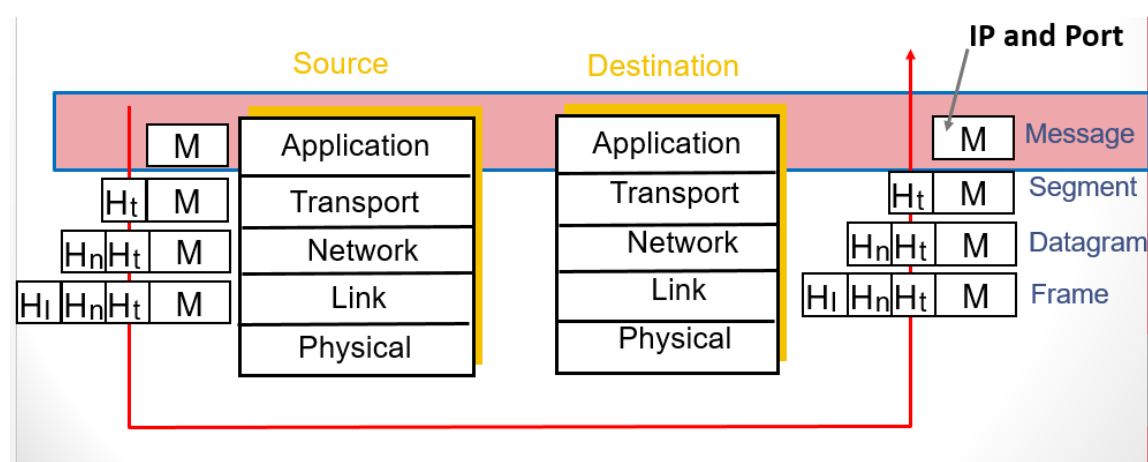 IP and Port
Source Destination
M Application Application M Message
Ht M Transport Transport Ht M Segment
Hn Ht M Network Network Hn Ht M Datagram
Hl Hn Ht M Link Link Hl Hn Ht M Frame
Physical Physical